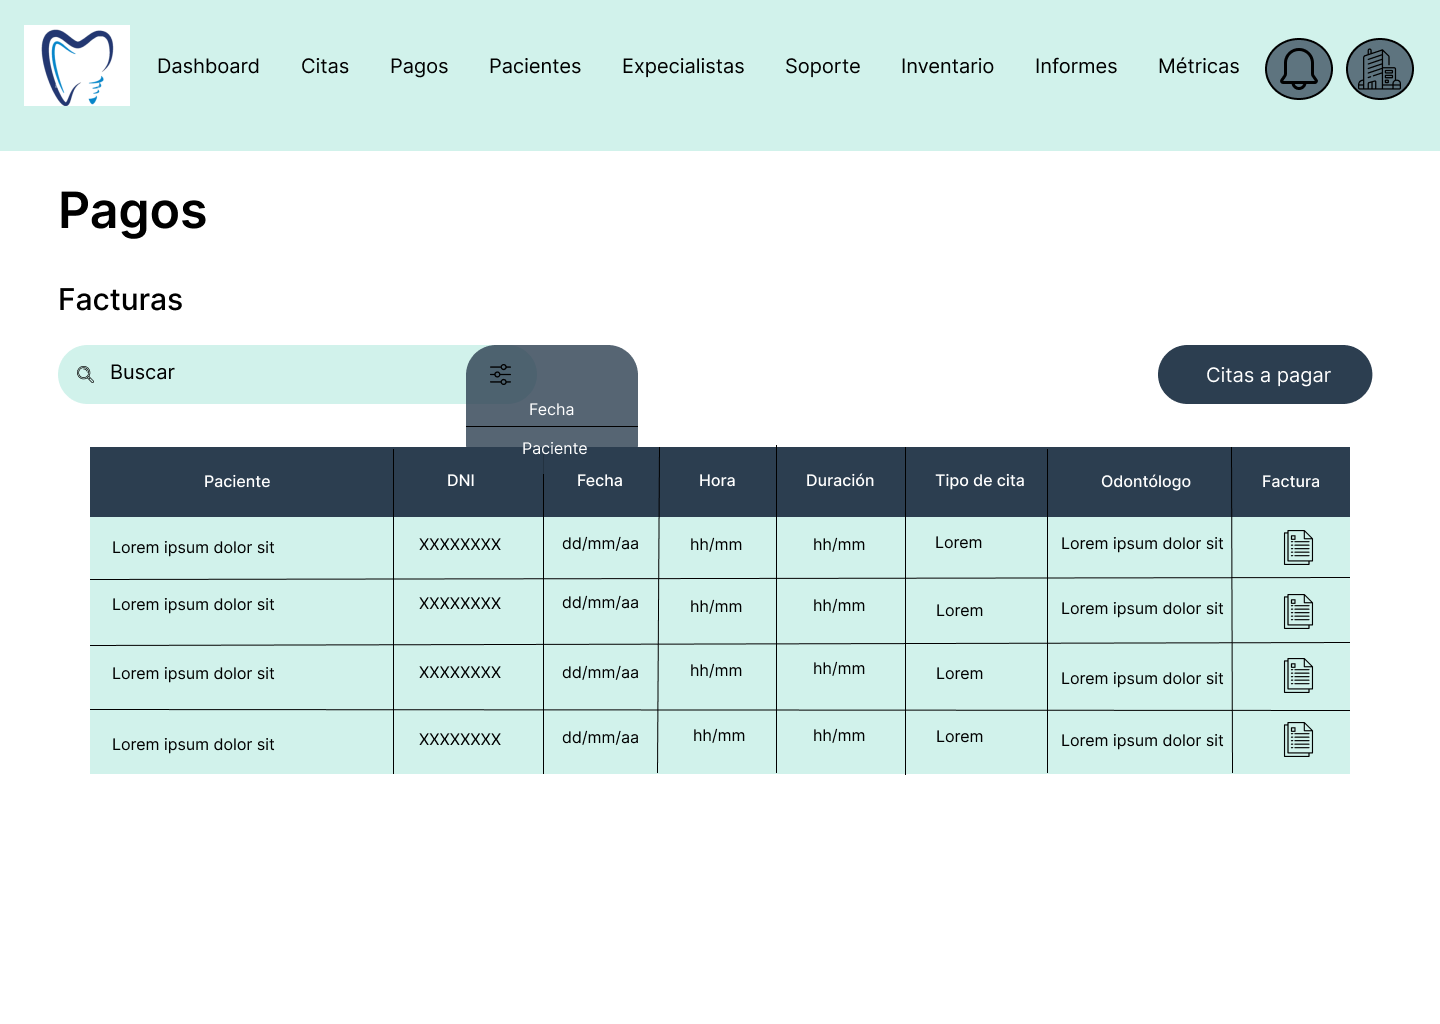 Dashboard Citas Pagos Pacientes Expecialistas Soporte Inventario Informes Métricas
Pagos
Facturas
Buscar
Citas a pagar
Fecha
Paciente
Paciente DNI Fecha Hora Duración Tipo de cita Odontólogo Factura
Lorem ipsum dolor sit XXXXXXXX dd/mm/aa hh/mm hh/mm Lorem Lorem ipsum dolor sit
Lorem ipsum dolor sit XXXXXXXX dd/mm/aa hh/mm hh/mm Lorem Lorem ipsum dolor sit
Lorem ipsum dolor sit XXXXXXXX dd/mm/aa hh/mm hh/mm Lorem Lorem ipsum dolor sit
Lorem ipsum dolor sit XXXXXXXX dd/mm/aa hh/mm hh/mm Lorem Lorem ipsum dolor sit